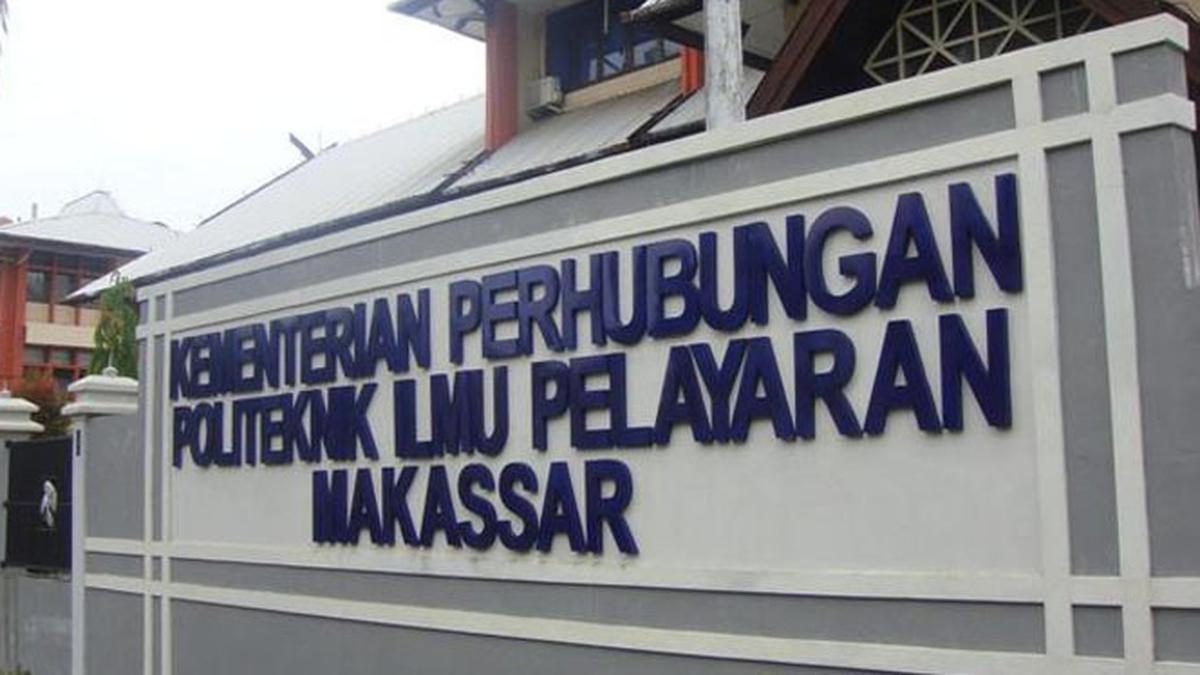 KEMENTERIAN PERHUBUNGAN
POLITEKNIK ILMU PELAYARAN
MAKASSAR